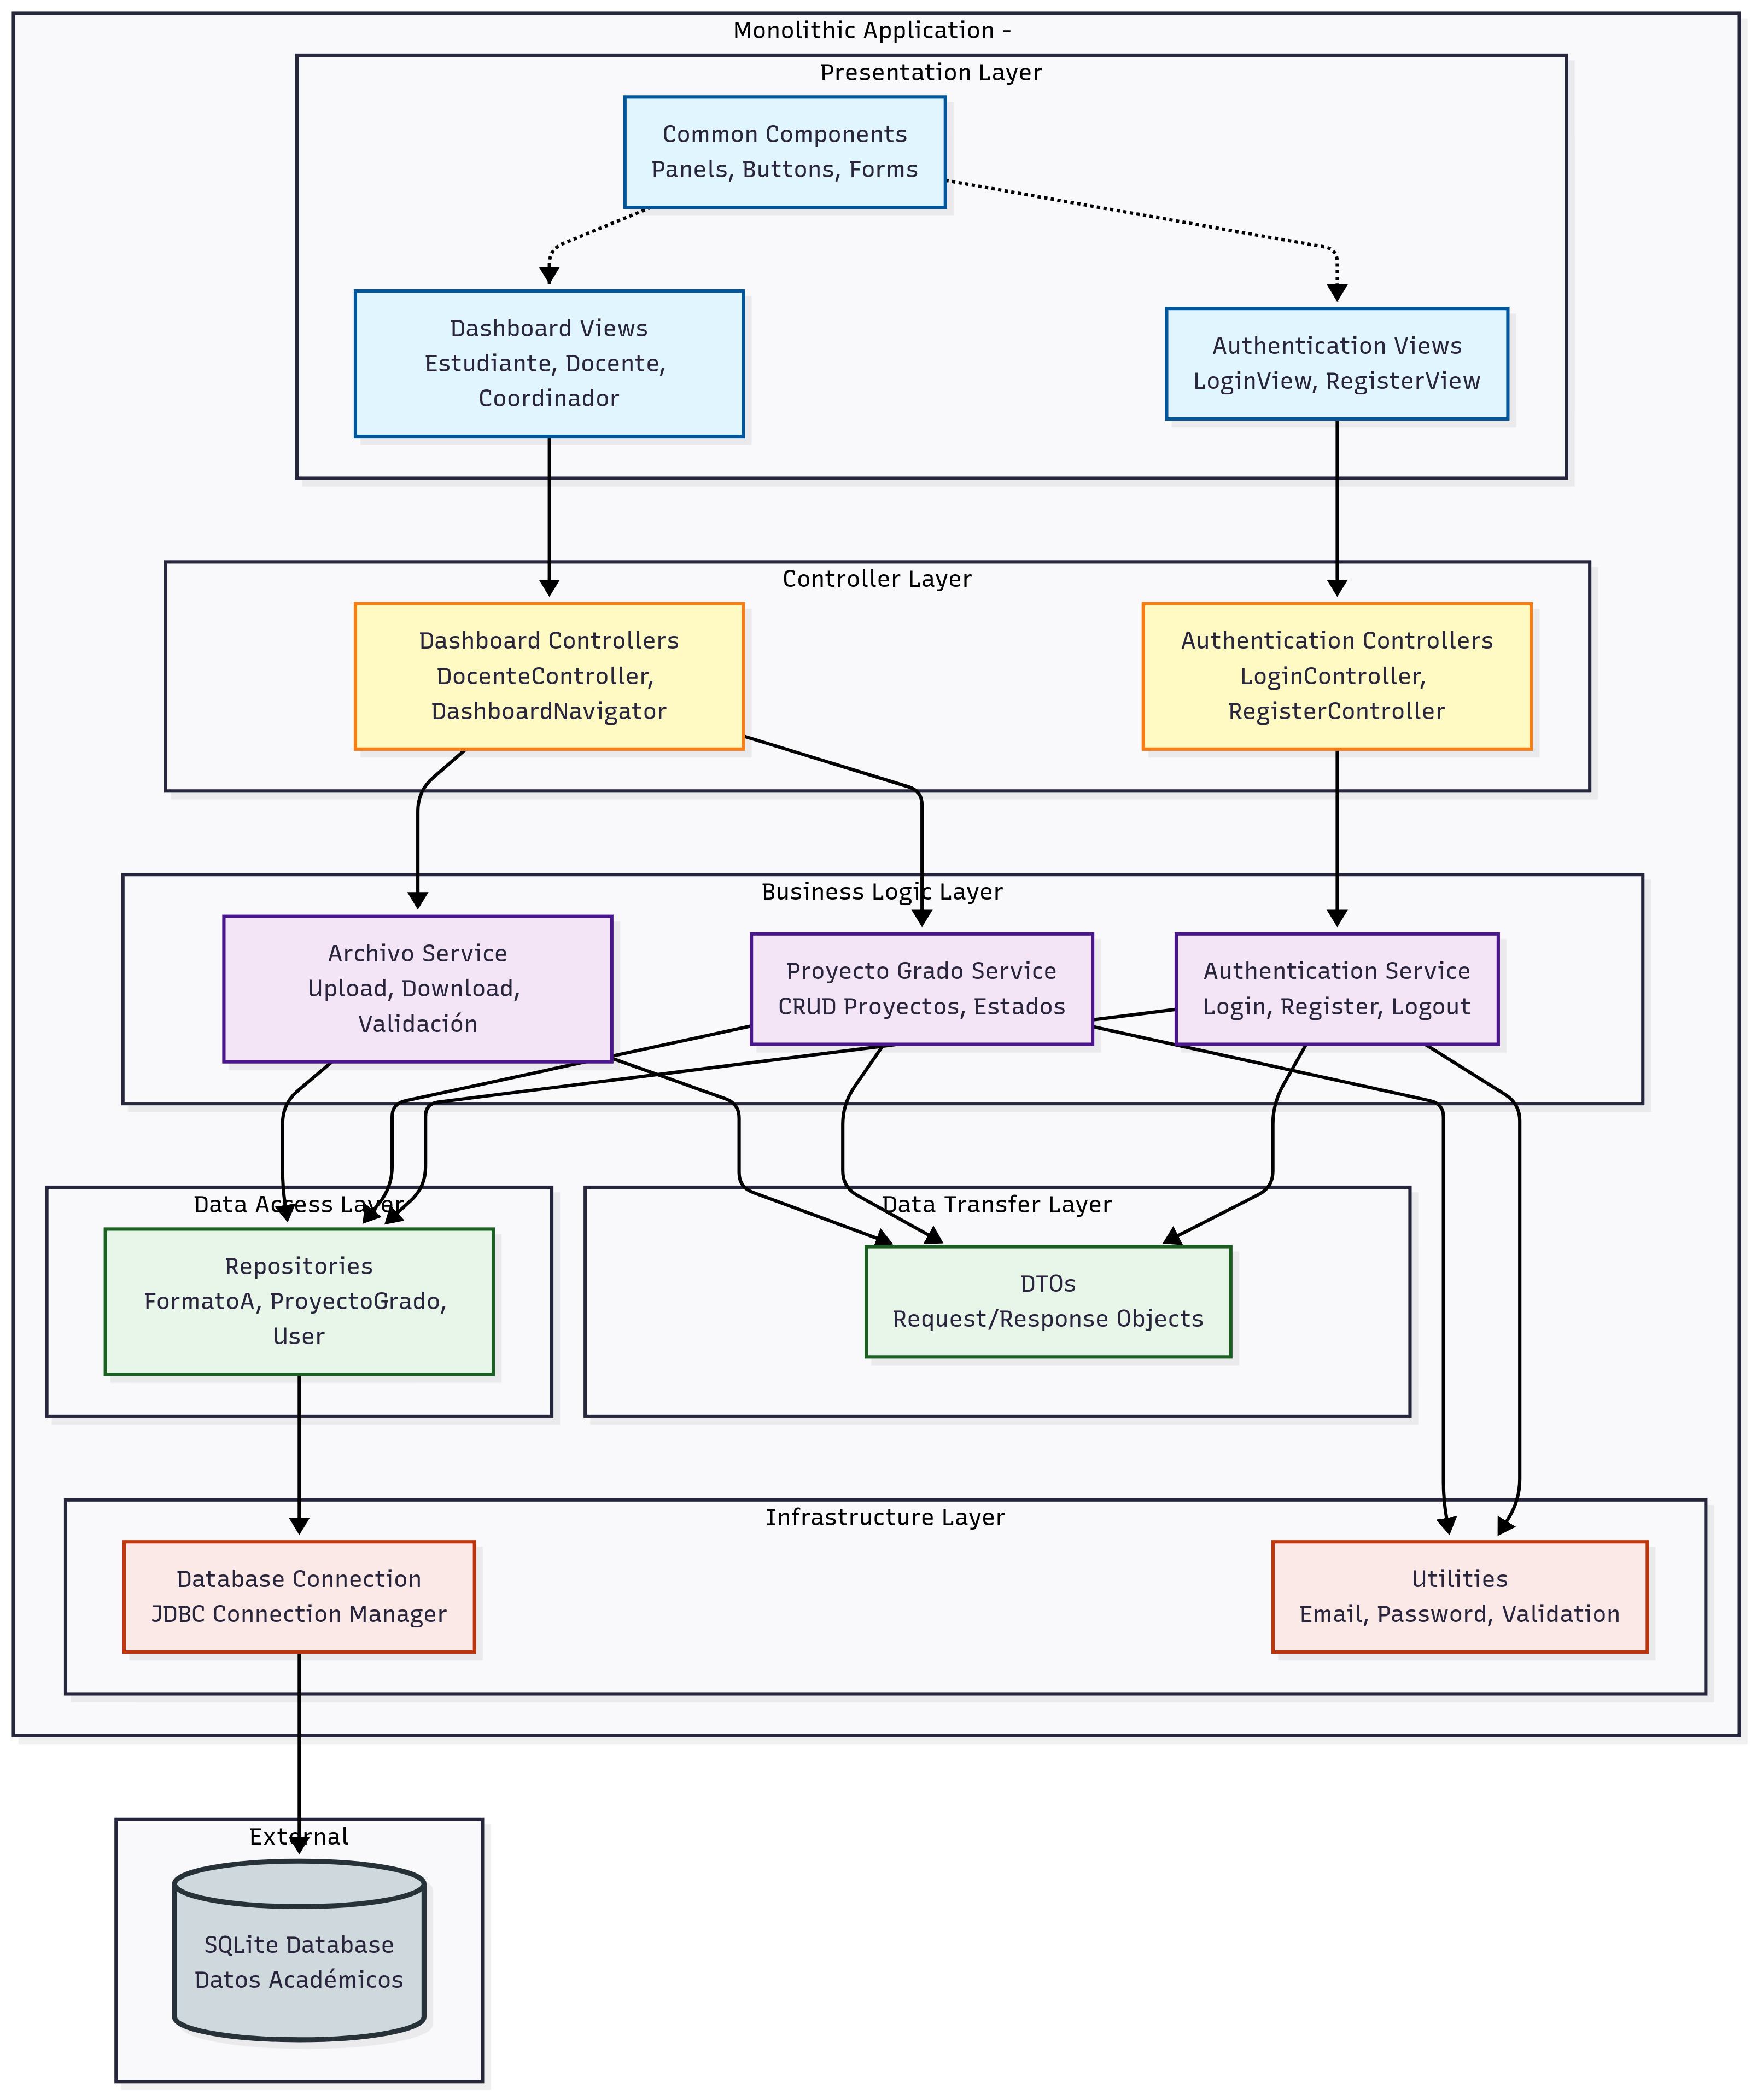 Monolithic Application -
Presentation Layer
Common Components
Panels, Buttons, Forms
Dashboard Views
Estudiante, Docente,
Coordinador
Authentication Views
LoginView, RegisterView
Controller Layer
Dashboard Controllers
DocenteController,
DashboardNavigator
Authentication Controllers
LoginController,
RegisterController
Business Logic Layer
Archivo Service
Upload, Download,
Validación
Proyecto Grado Service
CRUD Proyectos, Estados
Authentication Service
Login, Register, Logout
Data Access Layer
Repositories
FormatoA, ProyectoGrado,
User
Data Transfer Layer
DTOs
Request/Response Objects
Infrastructure Layer
Database Connection
JDBC Connection Manager
Utilities
Email, Password, Validation
External
SQLite Database
Datos Académicos